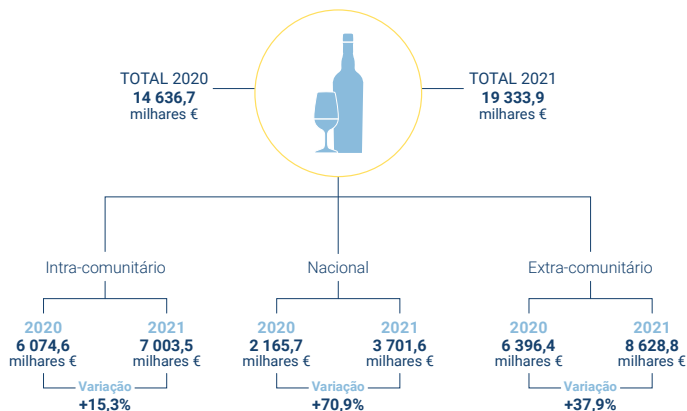 TOTAL 2020
14 636,7
milhares €
TOTAL 2021
19 333,9
milhares €
Intra-comunitário
2020
6 074,6
milhares €
2021
7 003,5
milhares €
Variação
+15,3%
Nacional
2020
2 165,7
milhares €
2021
3 701,6
milhares €
Variação
+70,9%
Extra-comunitário
2020
6 396,4
milhares €
2021
8 628,8
milhares €
Variação
+37,9%